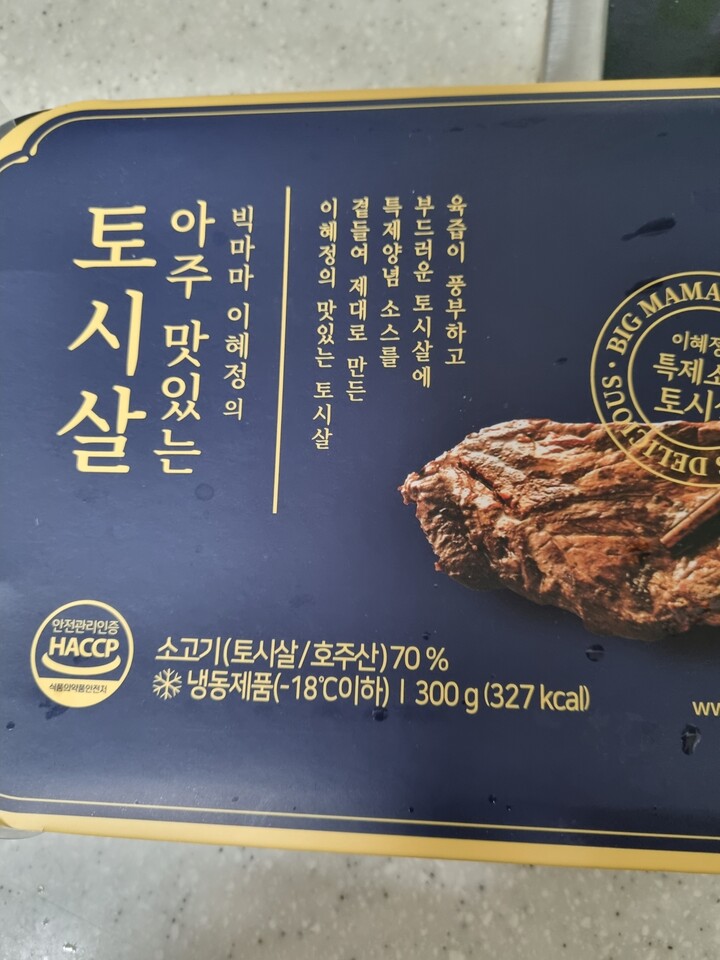 빅마마 이혜정의
아주 맛있는
토시살
육즙이 풍부하고
부드러운 토시살에
특제양념 소스를
곁들여 제대로 만든
이혜정의 맛있는 토시살
BIG MAMA
이혜정
특제소
토시
DELICIOUS
안전관리인증
HACCP
식품의약품안전처
소고기(토시살/호주산)70 %
냉동제품(-18℃이하) | 300 g (327 kcal)